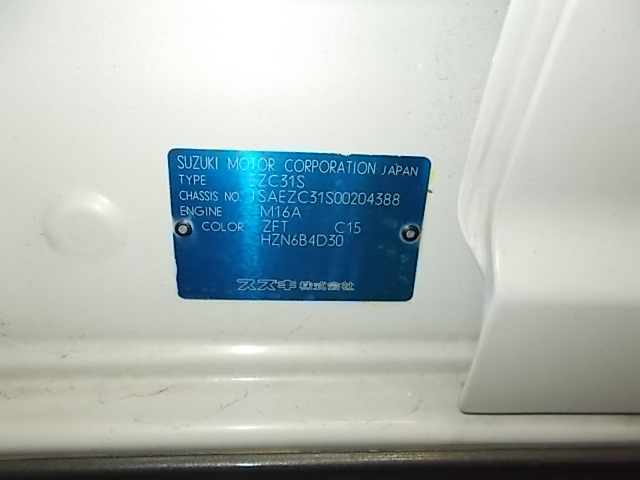 SUZUKI MOTOR CORPORATION JAPAN
TYPE EZC31S
CHASSIS NO. JSAEZC31S00204388
ENGINE M16A
COLOR ZFT C15
HZN6B4D30
スズキ株式会社